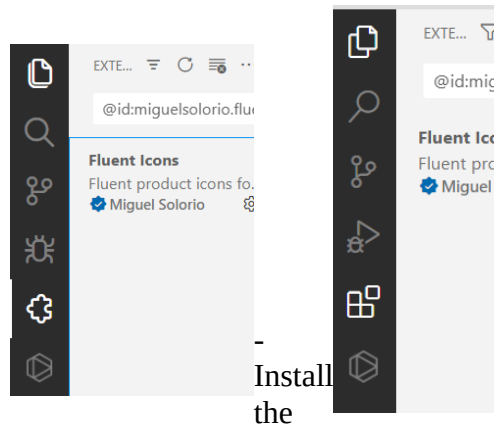 EXTE...
@id:miguelsolorio.flu
Fluent Icons
Fluent product icons fo...
Miguel Solorio
-
Install
the
EXTE...
@id:mig
Fluent Ico
Fluent pro
Miguel